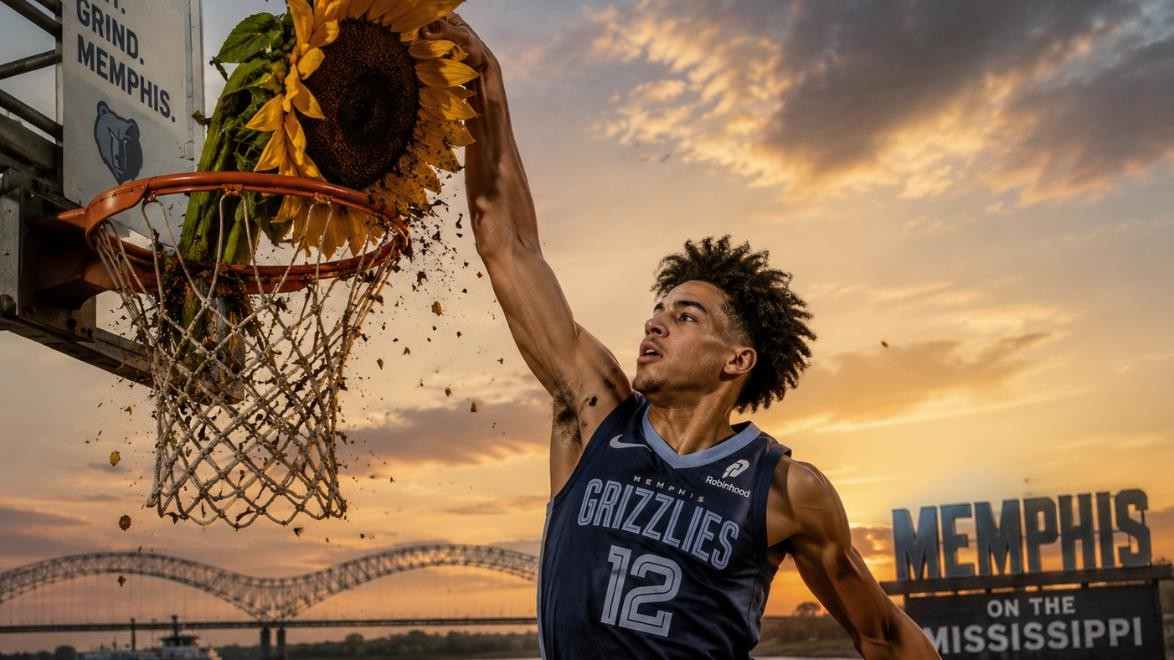 GRIND.
MEMPHIS.
Robinhood
MEMPHIS
GRIZZLIES
12
MEMPHIS
ON THE
MISSISSIPPI